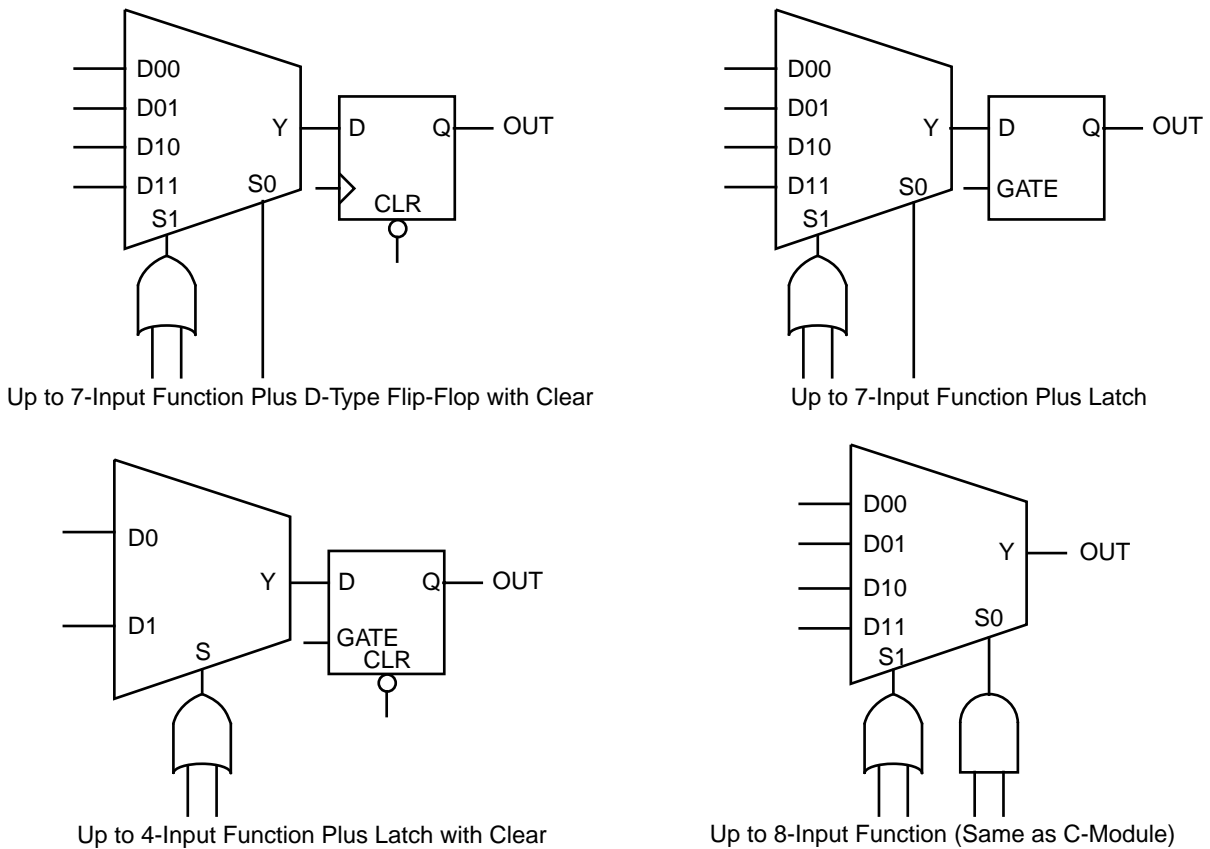 D00
D01
D10
D11
S1
S0
Y
D
Q
CLR
OUT
Up to 7-Input Function Plus D-Type Flip-Flop with Clear
D00
D01
D10
D11
S1
S0
Y
D
Q
GATE
OUT
Up to 7-Input Function Plus Latch
D0
D1
S
Y
D
Q
GATE
CLR
OUT
Up to 4-Input Function Plus Latch with Clear
D00
D01
D10
D11
S1
S0
Y
OUT
Up to 8-Input Function (Same as C-Module)